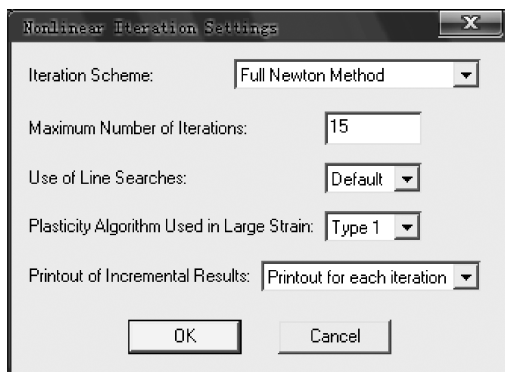 Nonlinear Iteration Settings
Iteration Scheme: Full Newton Method
Maximum Number of Iterations: 15
Use of Line Searches: Default
Plasticity Algorithm Used in Large Strain: Type 1
Printout of Incremental Results: Printout for each iteration
OK Cancel